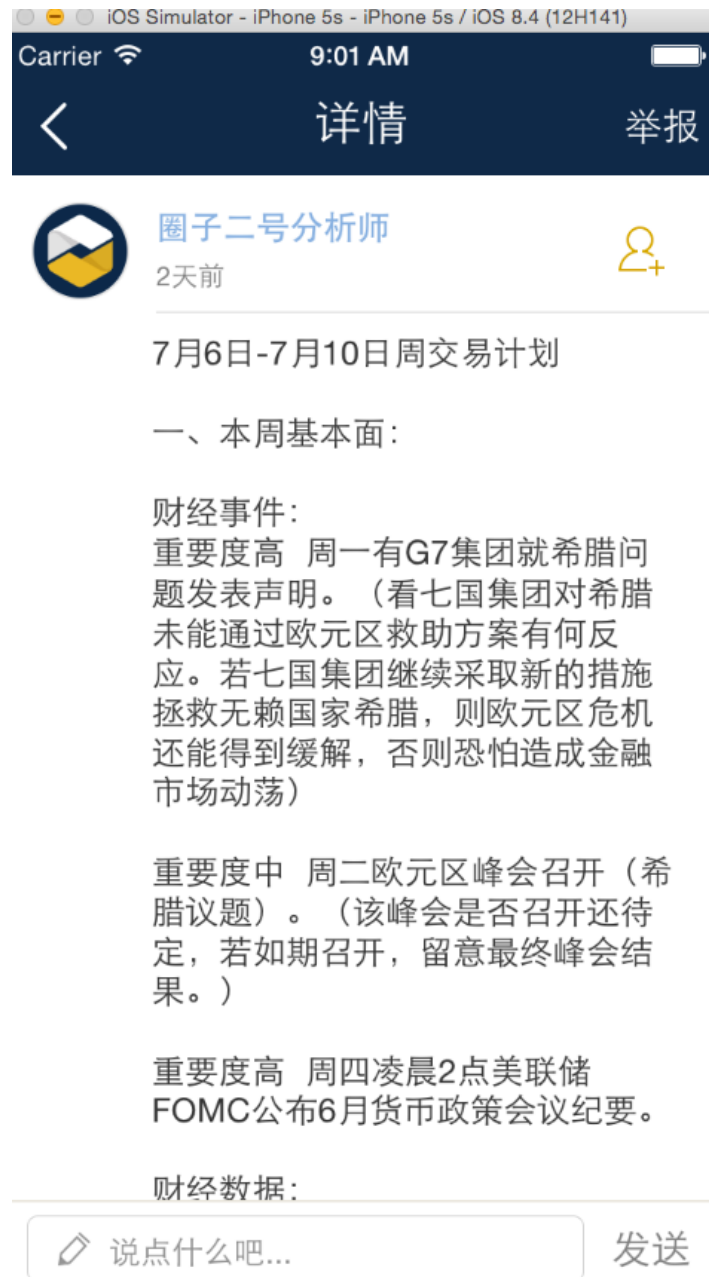 iOS Simulator - iPhone 5s - iPhone 5s / iOS 8.4 (12H141)
Carrier 9:01 AM
详情 举报
圈子二号分析师
2天前
7月6日-7月10日周交易计划
一、本周基本面：
财经事件：
重要度高 周一有G7集团就希腊问
题发表声明。（看七国集团对希腊
未能通过欧元区救助方案有何反
应。若七国集团继续采取新的措施
拯救无赖国家希腊，则欧元区危机
还能得到缓解，否则恐怕造成金融
市场动荡）
重要度中 周二欧元区峰会召开（希
腊议题）。（该峰会是否召开还待
定，若如期召开，留意最终峰会结
果。）
重要度高 周四凌晨2点美联储
FOMC公布6月货币政策会议纪要。
财经数据：
说点什么吧... 发送